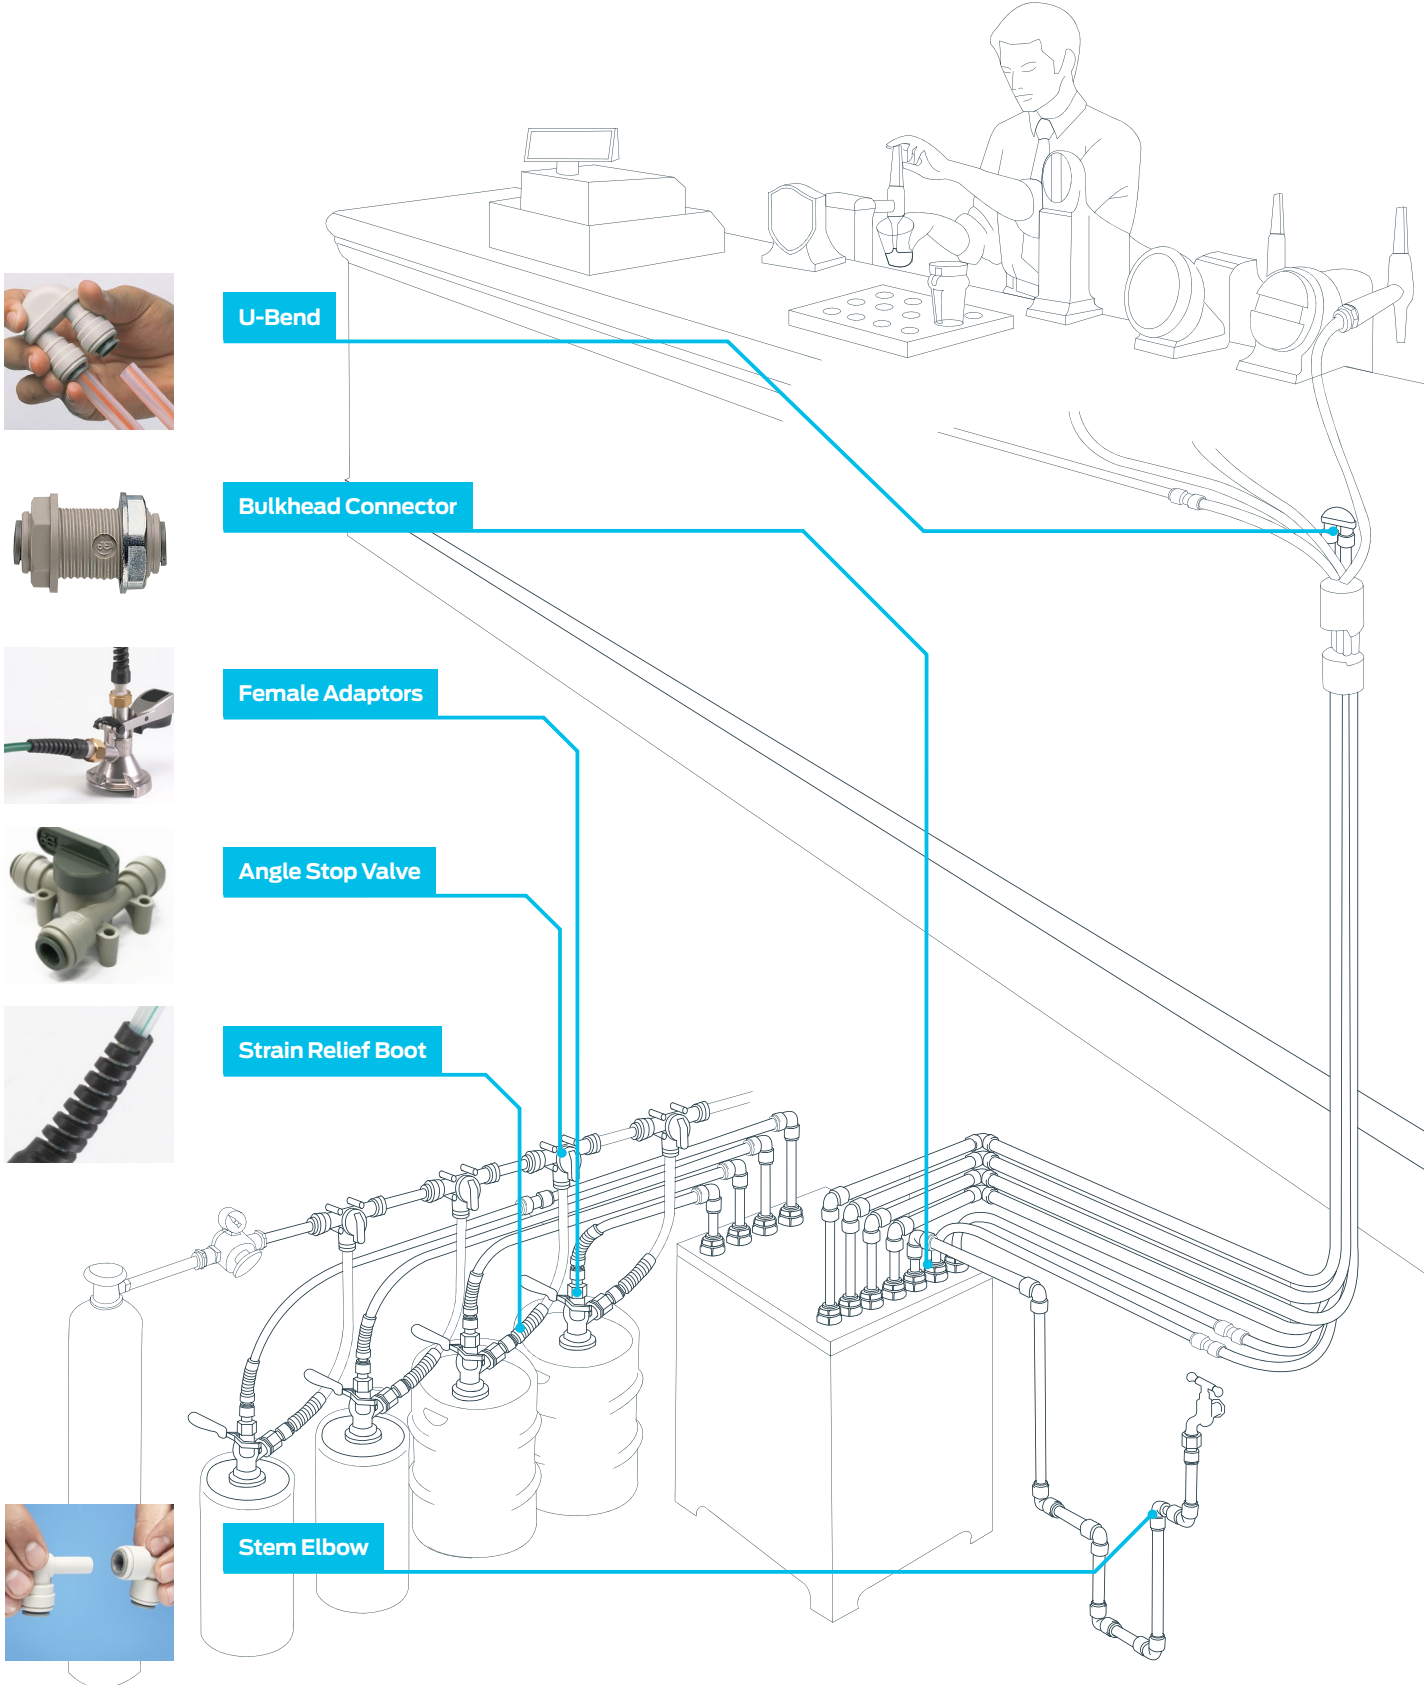 U-Bend
Bulkhead Connector
Female Adaptors
Angle Stop Valve
Strain Relief Boot
Stem Elbow